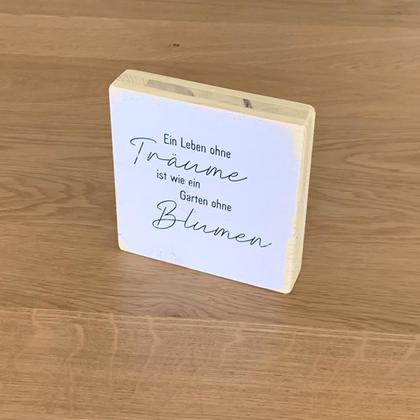 Ein Leben ohne
Träume
ist wie ein
Garten ohne
Blumen